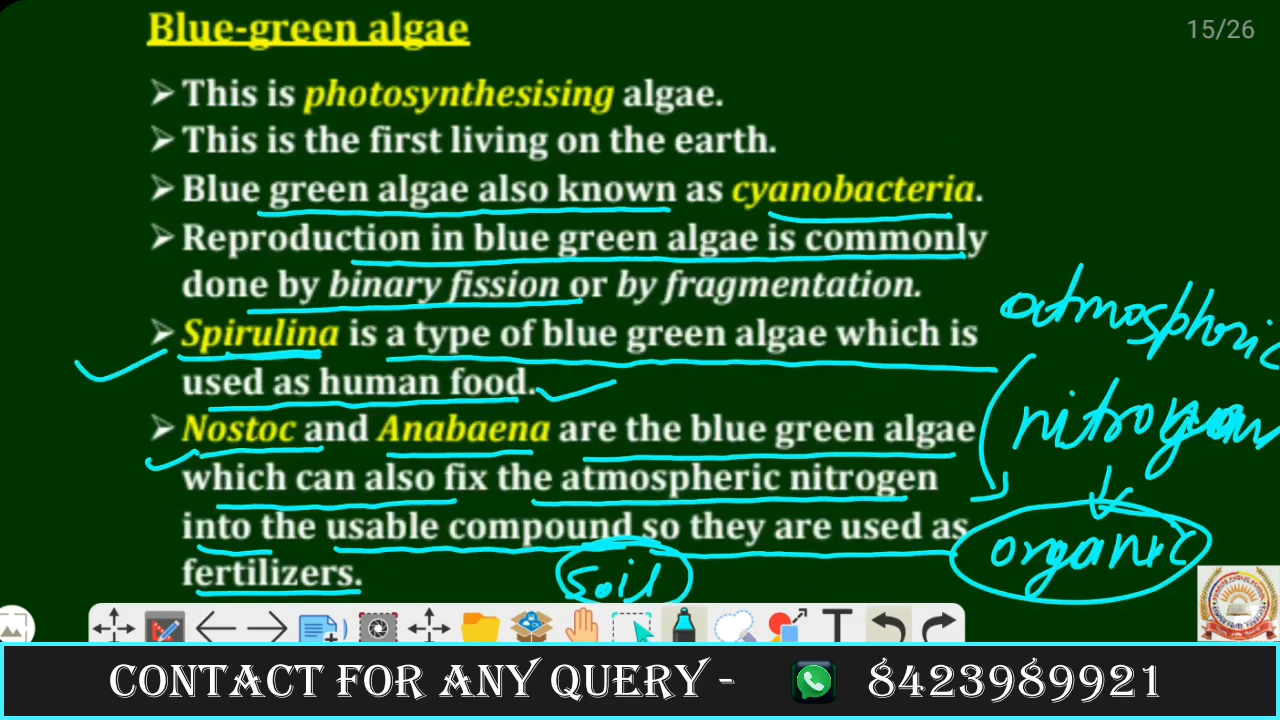 Blue-green algae
15/26
➢ This is photosynthesising algae.
➢ This is the first living on the earth.
➢ Blue green algae also known as cyanobacteria.
➢ Reproduction in blue green algae is commonly
done by binary fission or by fragmentation.
➢ Spirulina is a type of blue green algae which is
used as human food.
➢ Nostoc and Anabaena are the blue green algae
which can also fix the atmospheric nitrogen
into the usable compound so they are used as
fertilizers.
atmospheric
nitrogen
organic
Soil
CONTACT FOR ANY QUERY - 8423989921